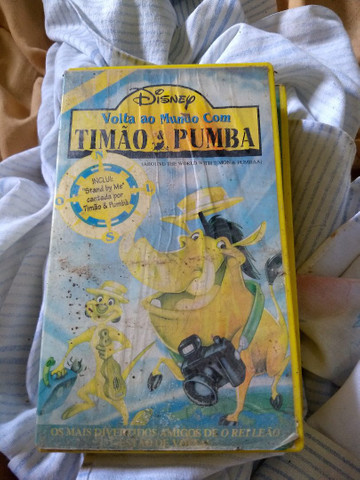 Disney
Volta ao Mundo Com
TIMÃO & PUMBA
(AROUND THE WORLD WITH TIMON & PUMBAA)
INCLUI:
"Stand by Me"
cantada por
Timão & Pumba
OS MAIS DIVERTIDOS AMIGOS DE O REI LEÃO